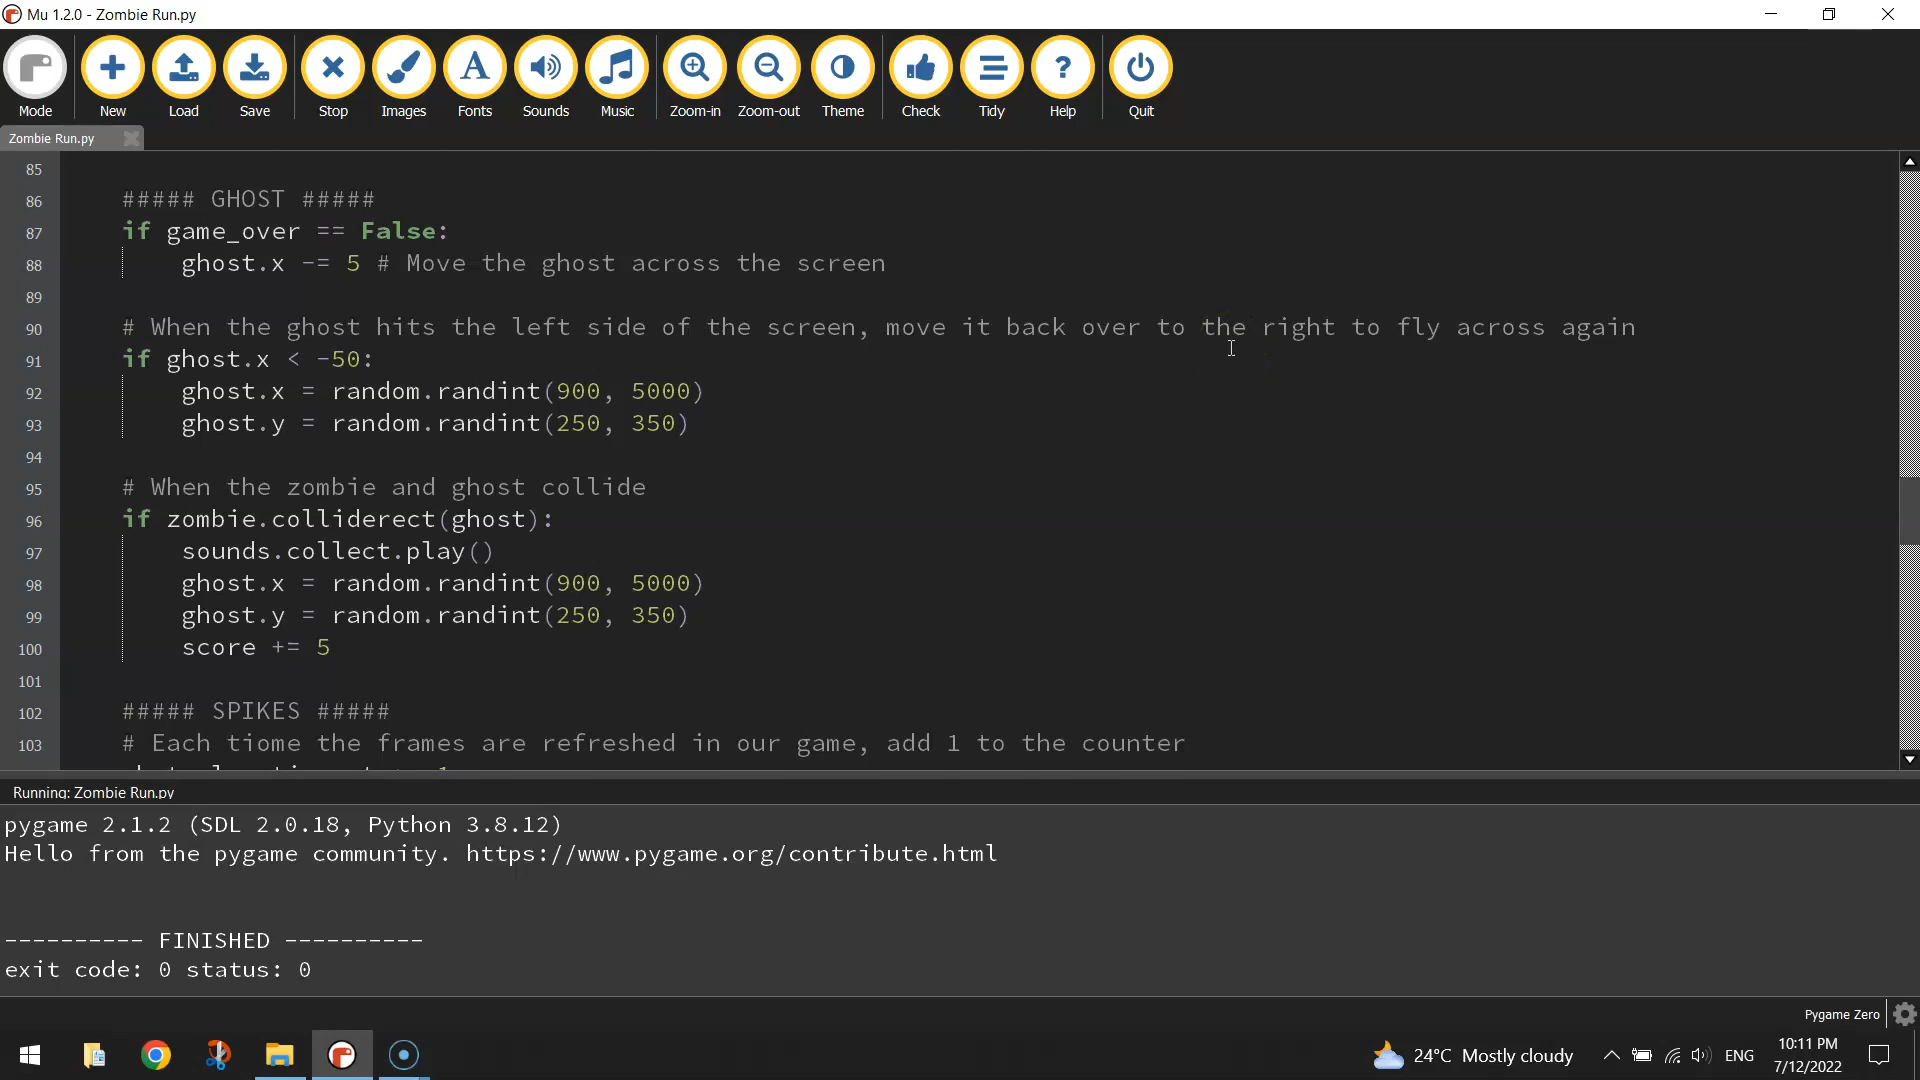 Mu 1.2.0 - Zombie Run.py
Mode New Load Save Stop Images Fonts Sounds Music Zoom-in Zoom-out Theme Check Tidy Help Quit
Zombie Run.py
85
86 ##### GHOST #####
87 if game_over == False:
88 ghost.x -= 5 # Move the ghost across the screen
89
90 # When the ghost hits the left side of the screen, move it back over to the right to fly across again
91 if ghost.x < -50:
92 ghost.x = random.randint(900, 5000)
93 ghost.y = random.randint(250, 350)
94
95 # When the zombie and ghost collide
96 if zombie.colliderect(ghost):
97 sounds.collect.play()
98 ghost.x = random.randint(900, 5000)
99 ghost.y = random.randint(250, 350)
100 score += 5
101
102 ##### SPIKES #####
103 # Each tiome the frames are refreshed in our game, add 1 to the counter
Running: Zombie Run.py
pygame 2.1.2 (SDL 2.0.18, Python 3.8.12)
Hello from the pygame community. https://www.pygame.org/contribute.html
---------- FINISHED ----------
exit code: 0 status: 0
Pygame Zero
24°C Mostly cloudy
ENG
10:11 PM
7/12/2022